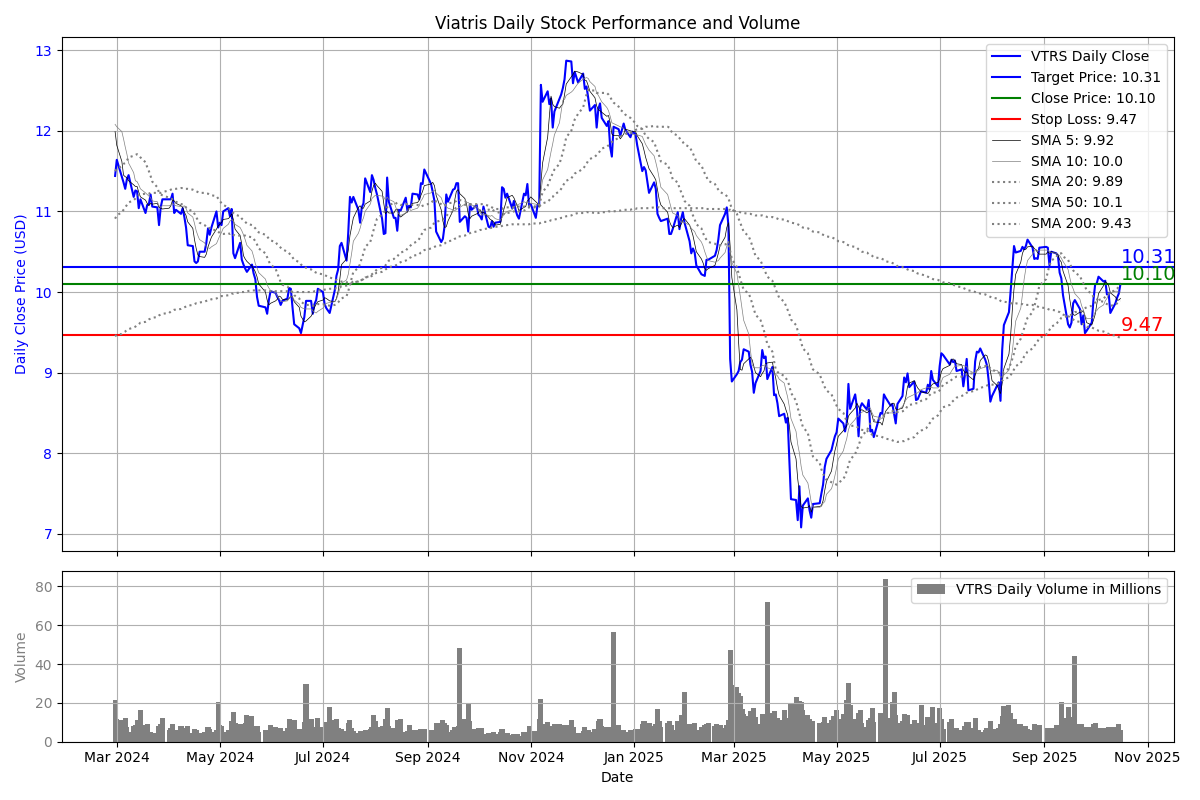 Viatris Daily Stock Performance and Volume
Daily Close Price (USD)
13
12
11
10
9
8
7
VTRS Daily Close
Target Price: 10.31
Close Price: 10.10
Stop Loss: 9.47
SMA 5: 9.92
SMA 10: 10.0
SMA 20: 9.89
SMA 50: 10.1
SMA 200: 9.43
10.31
10.10
9.47
Volume
80
60
40
20
0
VTRS Daily Volume in Millions
Mar 2024 May 2024 Jul 2024 Sep 2024 Nov 2024 Jan 2025 Mar 2025 May 2025 Jul 2025 Sep 2025 Nov 2025
Date